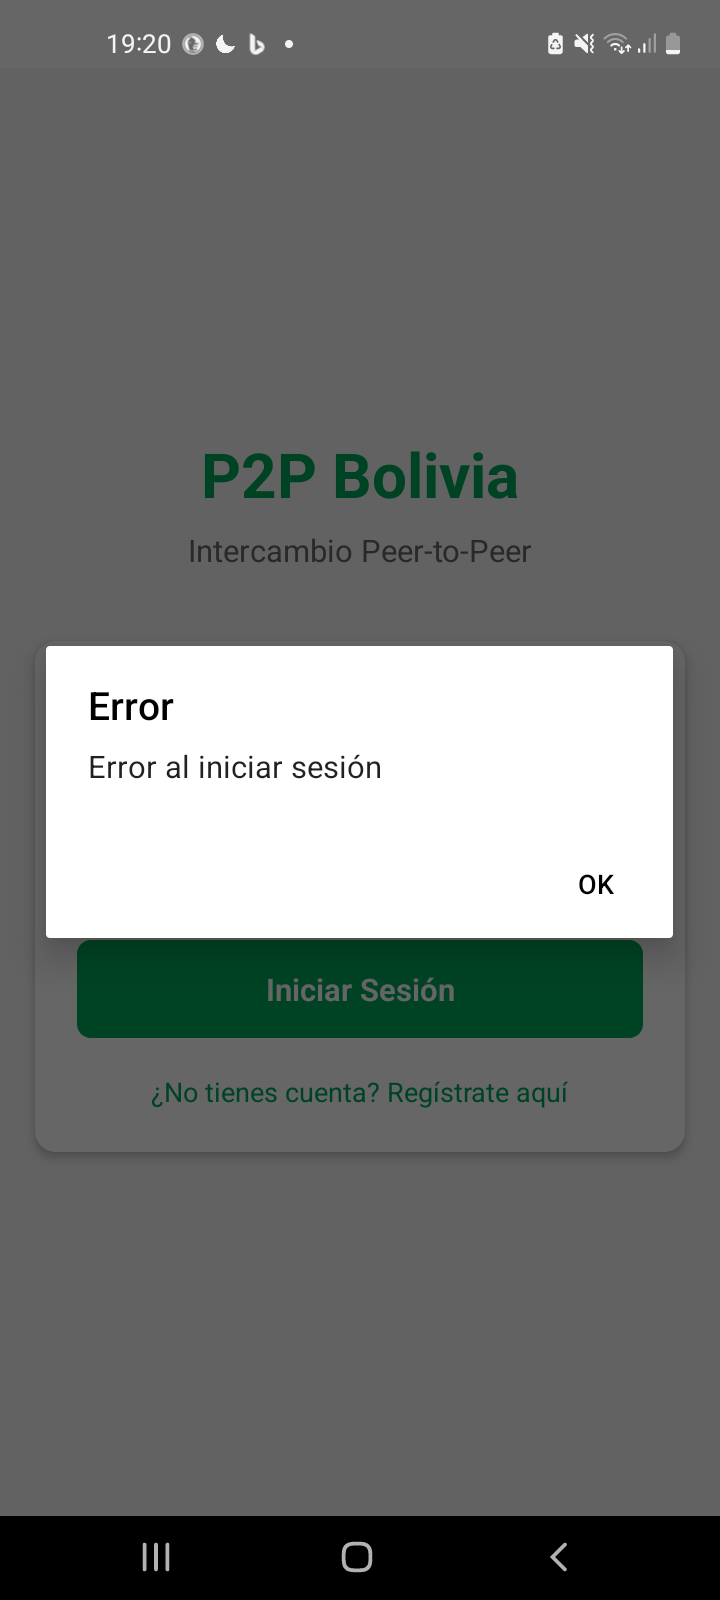 19:20
P2P Bolivia
Intercambio Peer-to-Peer
Error
Error al iniciar sesión
OK
Iniciar Sesión
¿No tienes cuenta? Regístrate aquí